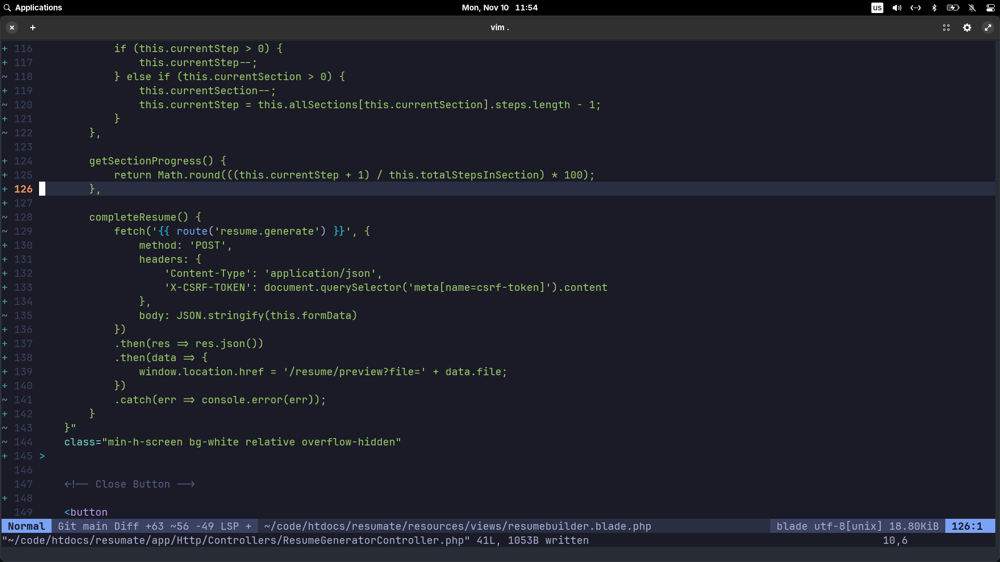 Applications
Mon, Nov 10 11:54
us
vim .
+ 116 if (this.currentStep > 0) {
+ 117 this.currentStep--;
~ 118 } else if (this.currentSection > 0) {
+ 119 this.currentSection--;
~ 120 this.currentStep = this.allSections[this.currentSection].steps.length - 1;
+ 121 }
~ 122 },
123
+ 124 getSectionProgress() {
+ 125 return Math.round(((this.currentStep + 1) / this.totalStepsInSection) * 100);
+ 126 },
+ 127
~ 128 completeResume() {
~ 129 fetch('{{ route('resume.generate') }}', {
+ 130 method: 'POST',
+ 131 headers: {
+ 132 'Content-Type': 'application/json',
+ 133 'X-CSRF-TOKEN': document.querySelector('meta[name=csrf-token]').content
+ 134 },
~ 135 body: JSON.stringify(this.formData)
+ 136 })
+ 137 .then(res => res.json())
+ 138 .then(data => {
+ 139 window.location.href = '/resume/preview?file=' + data.file;
+ 140 })
~ 141 .catch(err => console.error(err));
+ 142 }
~ 143 }"
~ 144 class="min-h-screen bg-white relative overflow-hidden"
+ 145 >
146
147 <!-- Close Button -->
+ 148
149 <button
Normal Git main Diff +63 ~56 -49 LSP + ~/code/htdocs/resumate/resources/views/resumebuilder.blade.php blade utf-8[unix] 18.80KiB 126:1
"~/code/htdocs/resumate/app/Http/Controllers/ResumeGeneratorController.php" 41L, 1053B written 10,6